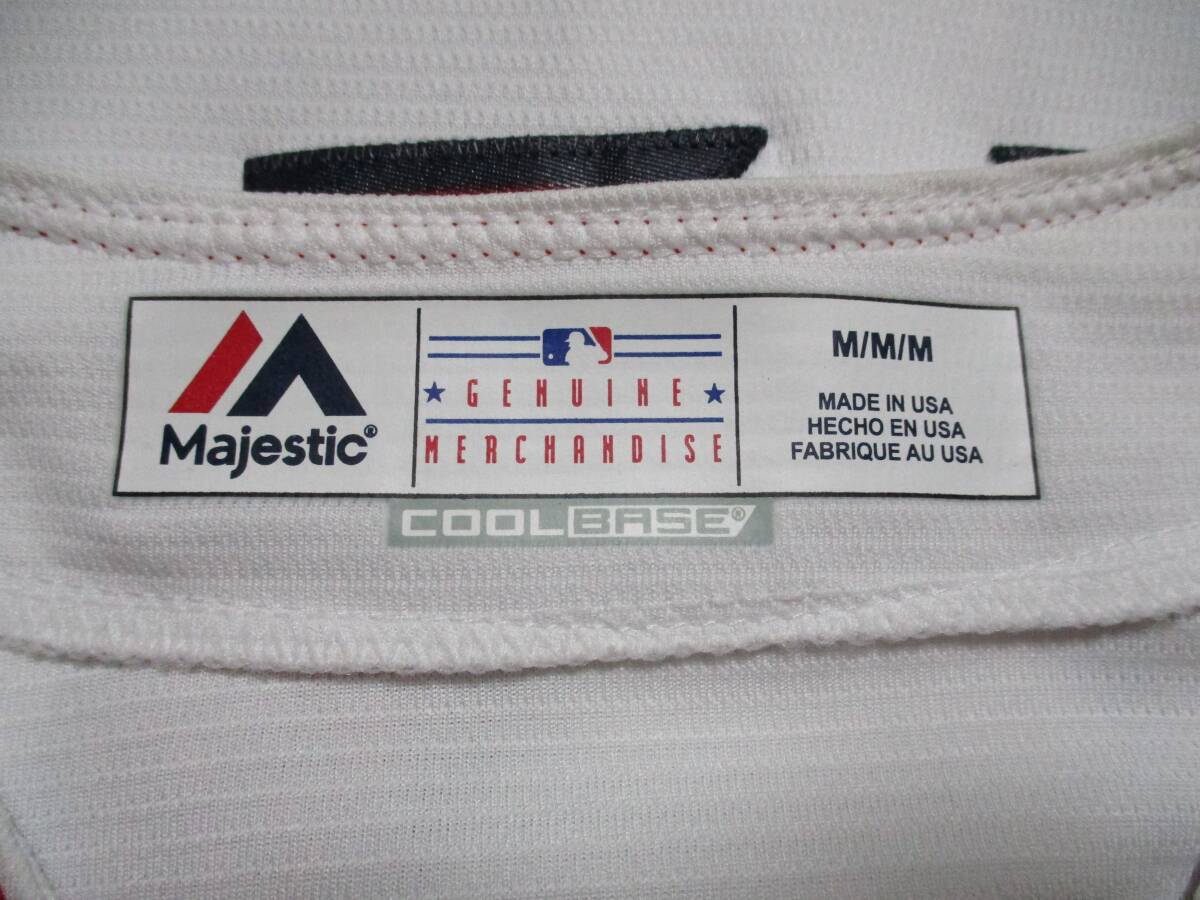 Majestic®
GENUINE
MERCHANDISE
M/M/M
MADE IN USA
HECHO EN USA
FABRIQUE AU USA
COOLBASE®